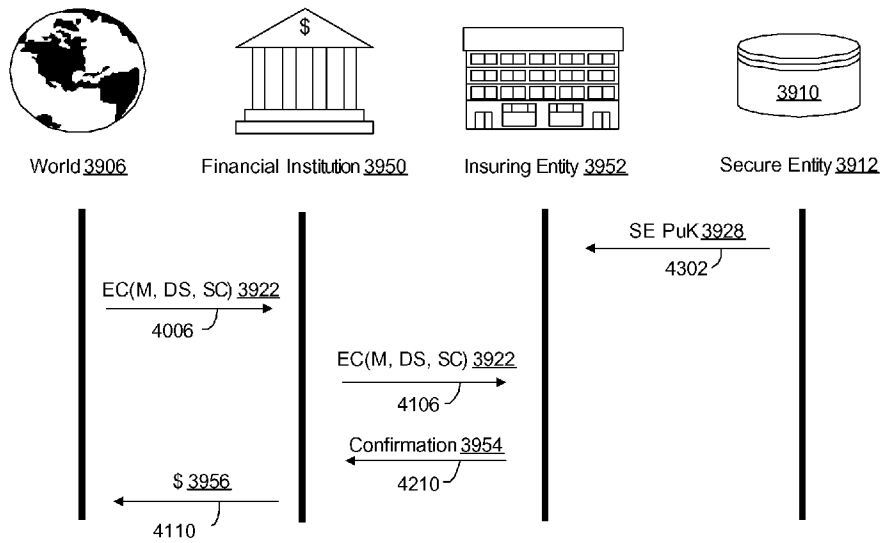 $
3910
World 3906
Financial Institution 3950
Insuring Entity 3952
Secure Entity 3912
SE PuK 3928
4302
EC(M, DS, SC) 3922
4006
EC(M, DS, SC) 3922
4106
Confirmation 3954
4210
$ 3956
4110